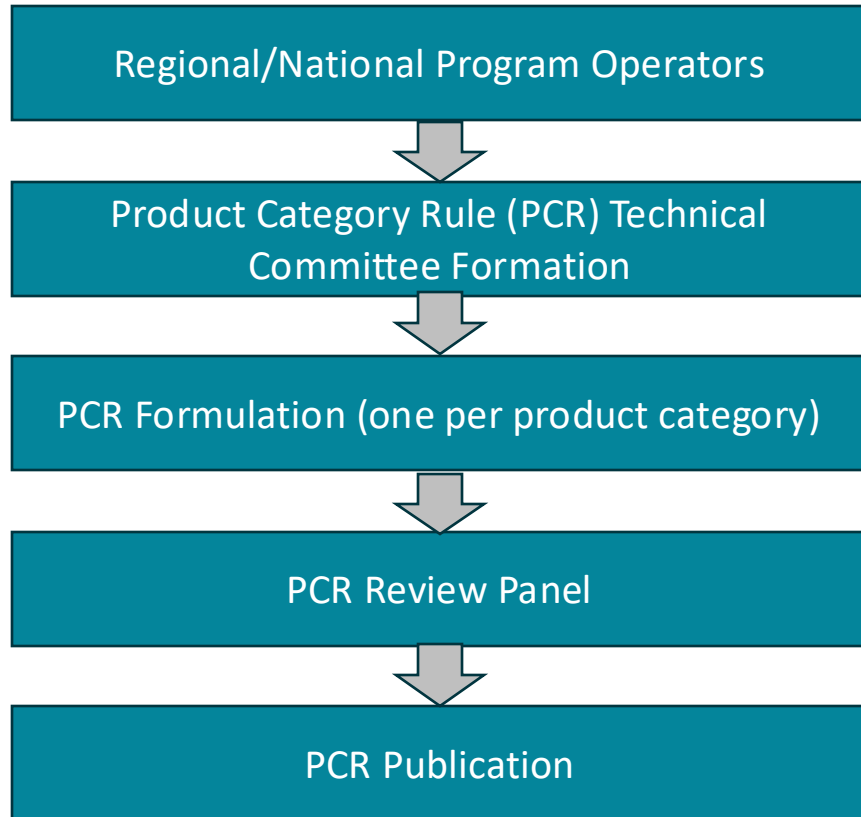 Regional/National Program Operators
Product Category Rule (PCR) Technical
Committee Formation
PCR Formulation (one per product category)
PCR Review Panel
PCR Publication